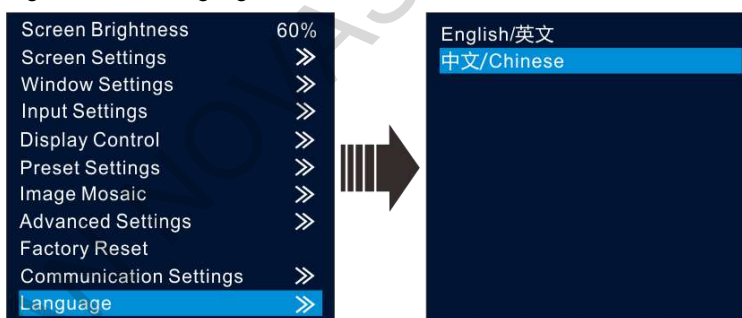 Screen Brightness 60%
Screen Settings
Window Settings
Input Settings
Display Control
Preset Settings
Image Mosaic
Advanced Settings
Factory Reset
Communication Settings
Language
English/英文
中文/Chinese